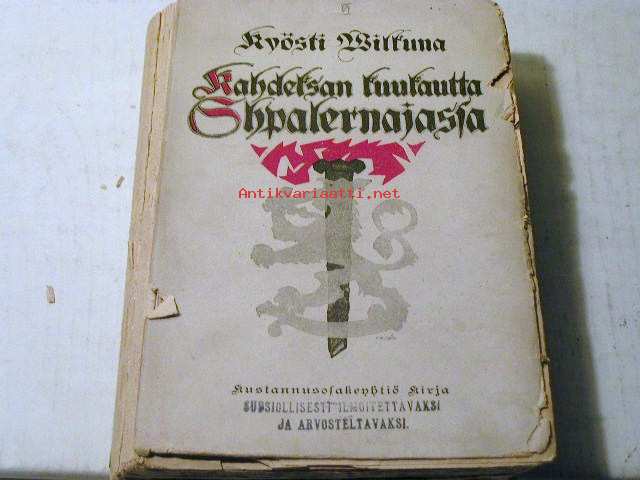 Kyösti Wilkuna
Kahdeksan kuukautta
Shpalernajassa
Antikvariaatti.net
Kustannusosakeyhtiö Kirja
SUOSIOLLISESTI ILMOITETTAVAKSI
JA ARVOSTELTAVAKSI.